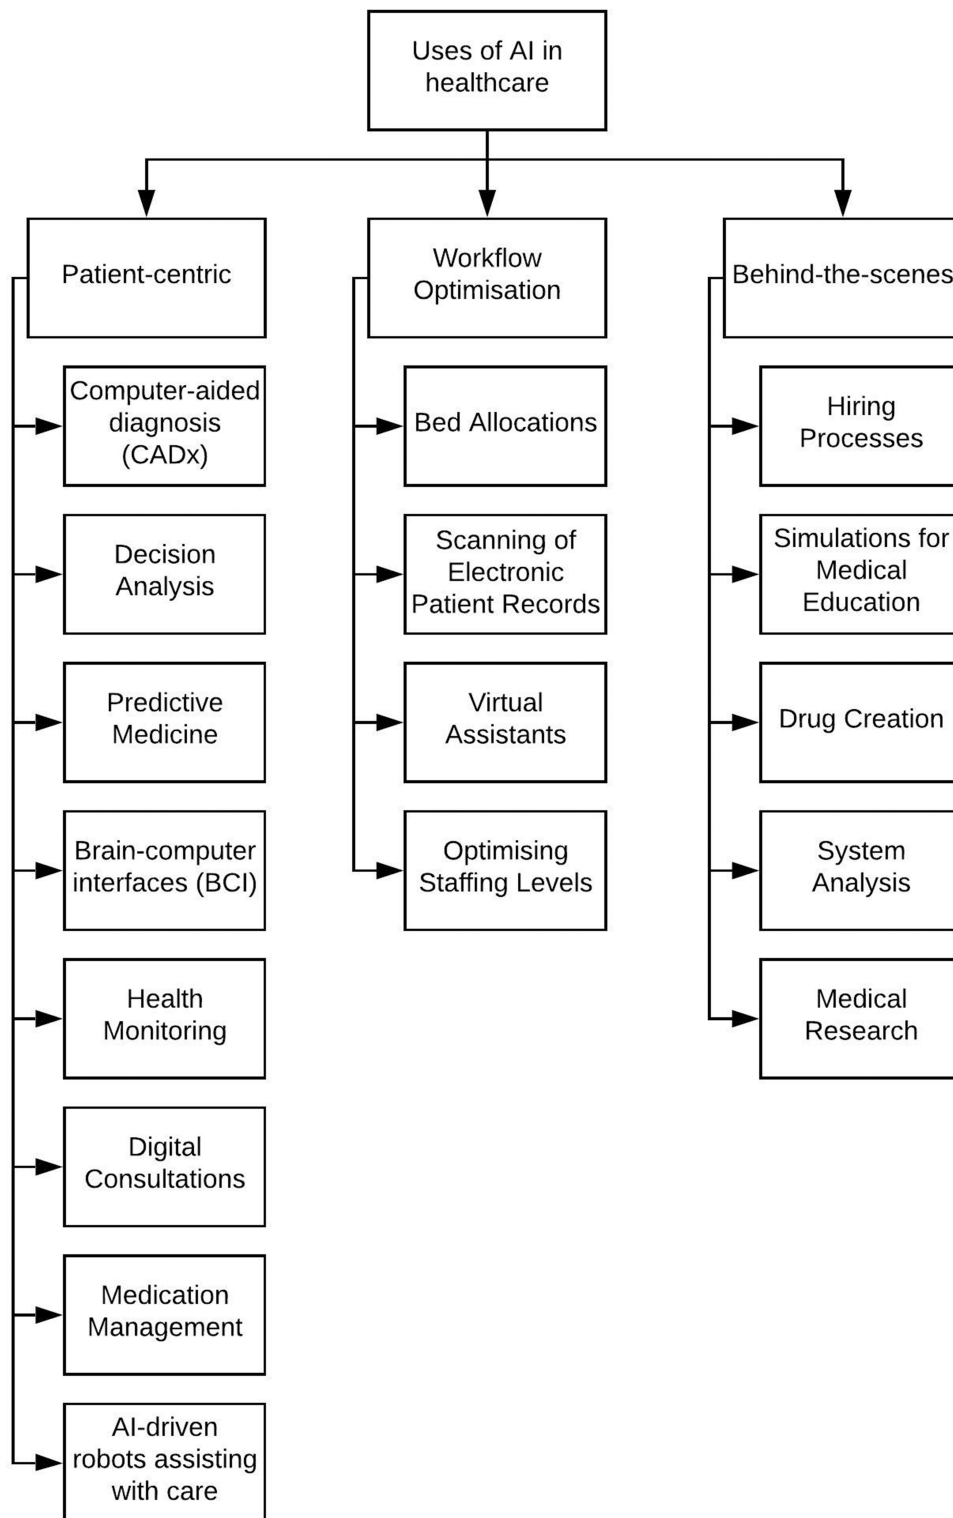 Uses of AI in
healthcare
Patient-centric
Computer-aided
diagnosis
(CADx)
Decision
Analysis
Predictive
Medicine
Brain-computer
interfaces (BCI)
Health
Monitoring
Digital
Consultations
Medication
Management
AI-driven
robots assisting
with care
Workflow
Optimisation
Bed Allocations
Scanning of
Electronic
Patient Records
Virtual
Assistants
Optimising
Staffing Levels
Behind-the-scenes
Hiring
Processes
Simulations for
Medical
Education
Drug Creation
System
Analysis
Medical
Research